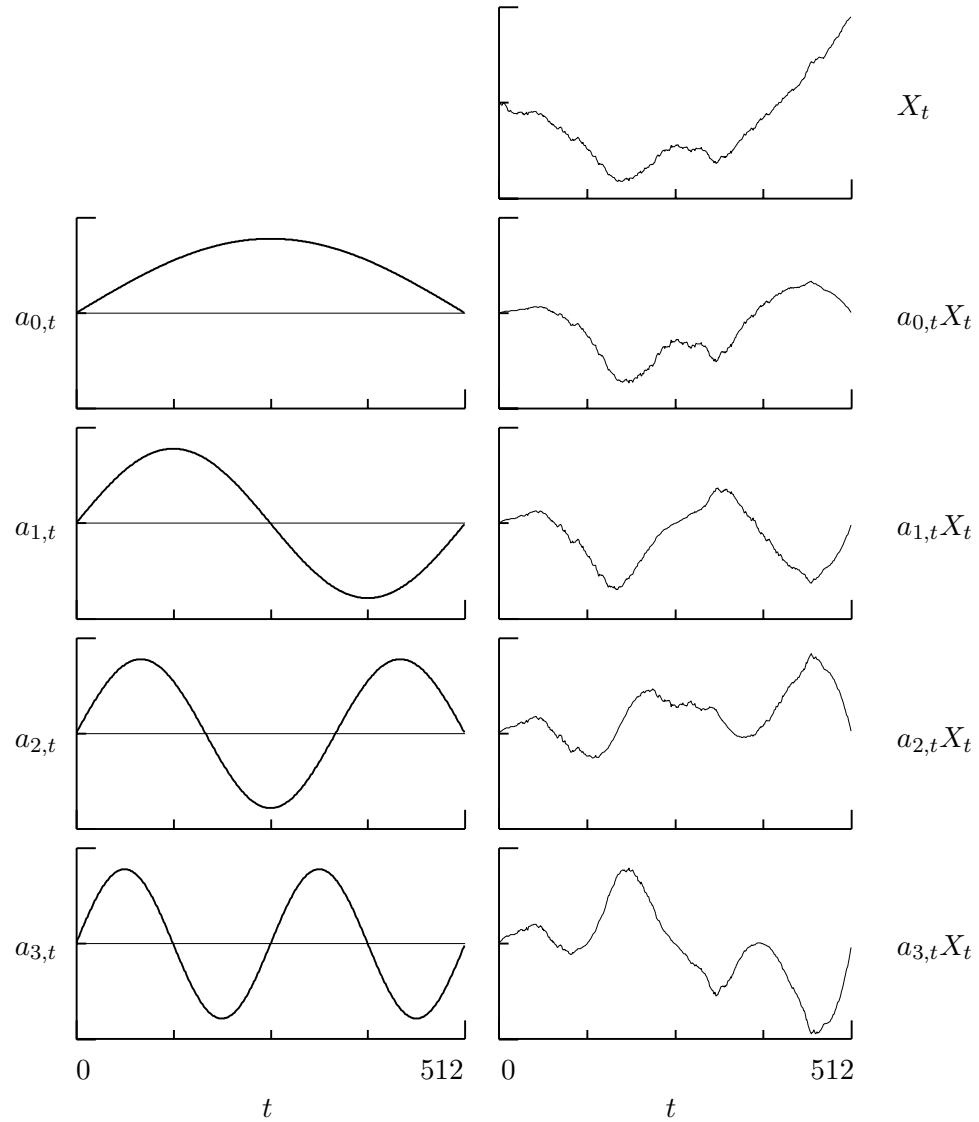 X_t
a_{0,t}
a_{0,t}X_t
a_{1,t}
a_{1,t}X_t
a_{2,t}
a_{2,t}X_t
a_{3,t}
a_{3,t}X_t
0 512 0 512
t t